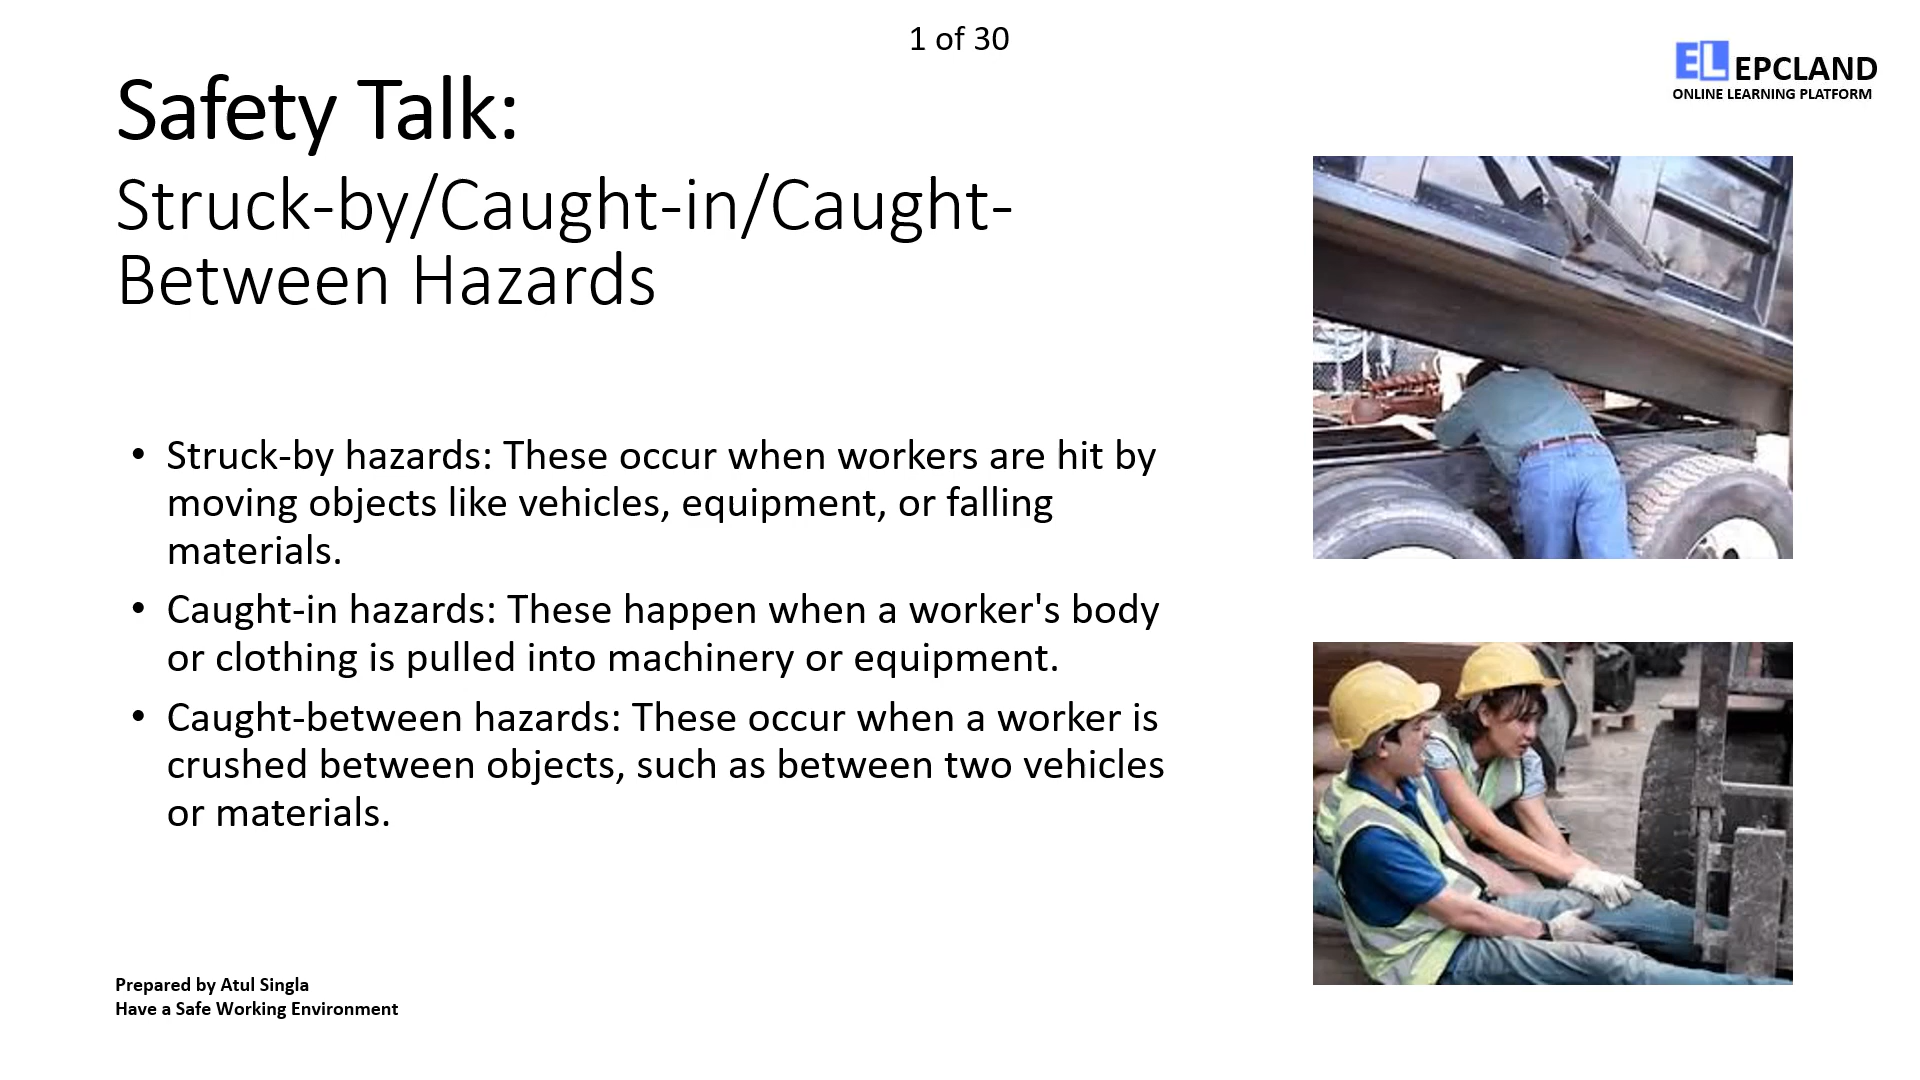 1 of 30
EL EPCLAND
ONLINE LEARNING PLATFORM
Safety Talk:
Struck-by/Caught-in/Caught-
Between Hazards
• Struck-by hazards: These occur when workers are hit by
moving objects like vehicles, equipment, or falling
materials.
• Caught-in hazards: These happen when a worker's body
or clothing is pulled into machinery or equipment.
• Caught-between hazards: These occur when a worker is
crushed between objects, such as between two vehicles
or materials.
Prepared by Atul Singla
Have a Safe Working Environment